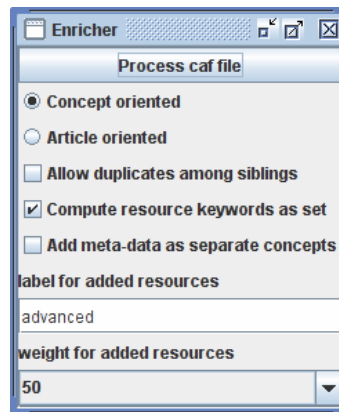 Enricher
Process caf file
Concept oriented
Article oriented
Allow duplicates among siblings
Compute resource keywords as set
Add meta-data as separate concepts
label for added resources
advanced
weight for added resources
50